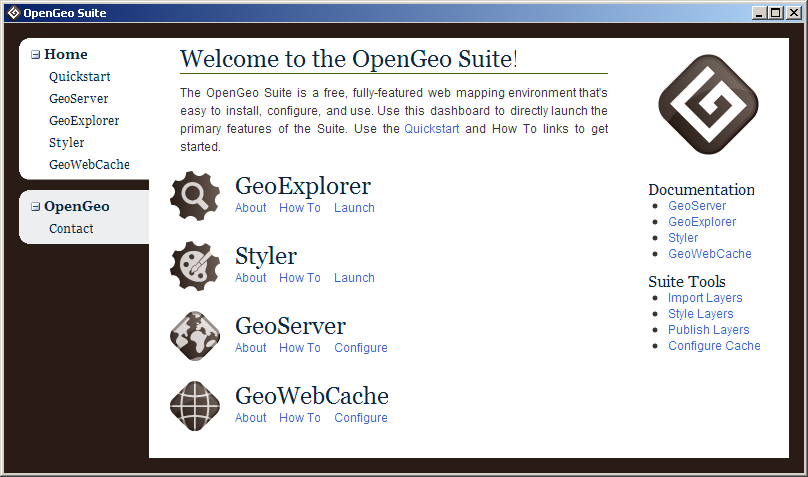 OpenGeo Suite
Home
Quickstart
GeoServer
GeoExplorer
Styler
GeoWebCache
OpenGeo
Contact
Welcome to the OpenGeo Suite!
The OpenGeo Suite is a free, fully-featured web mapping environment that's
easy to install, configure, and use. Use this dashboard to directly launch the
primary features of the Suite. Use the Quickstart and How To links to get
started.
GeoExplorer
About How To Launch
Styler
About How To Launch
GeoServer
About How To Configure
GeoWebCache
About How To Configure
Documentation
GeoServer
GeoExplorer
Styler
GeoWebCache
Suite Tools
Import Layers
Style Layers
Publish Layers
Configure Cache